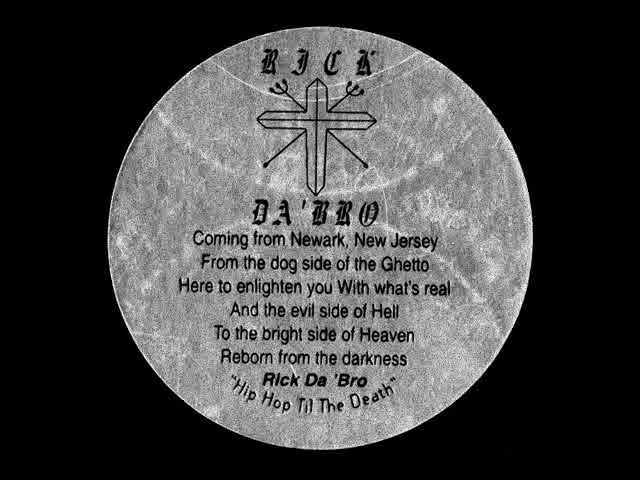 RICK
DA'BRO
Coming from Newark, New Jersey
From the dog side of the Ghetto
Here to enlighten you With what's real
And the evil side of Hell
To the bright side of Heaven
Reborn from the darkness
Rick Da 'Bro
"Hip Hop Til The Death"